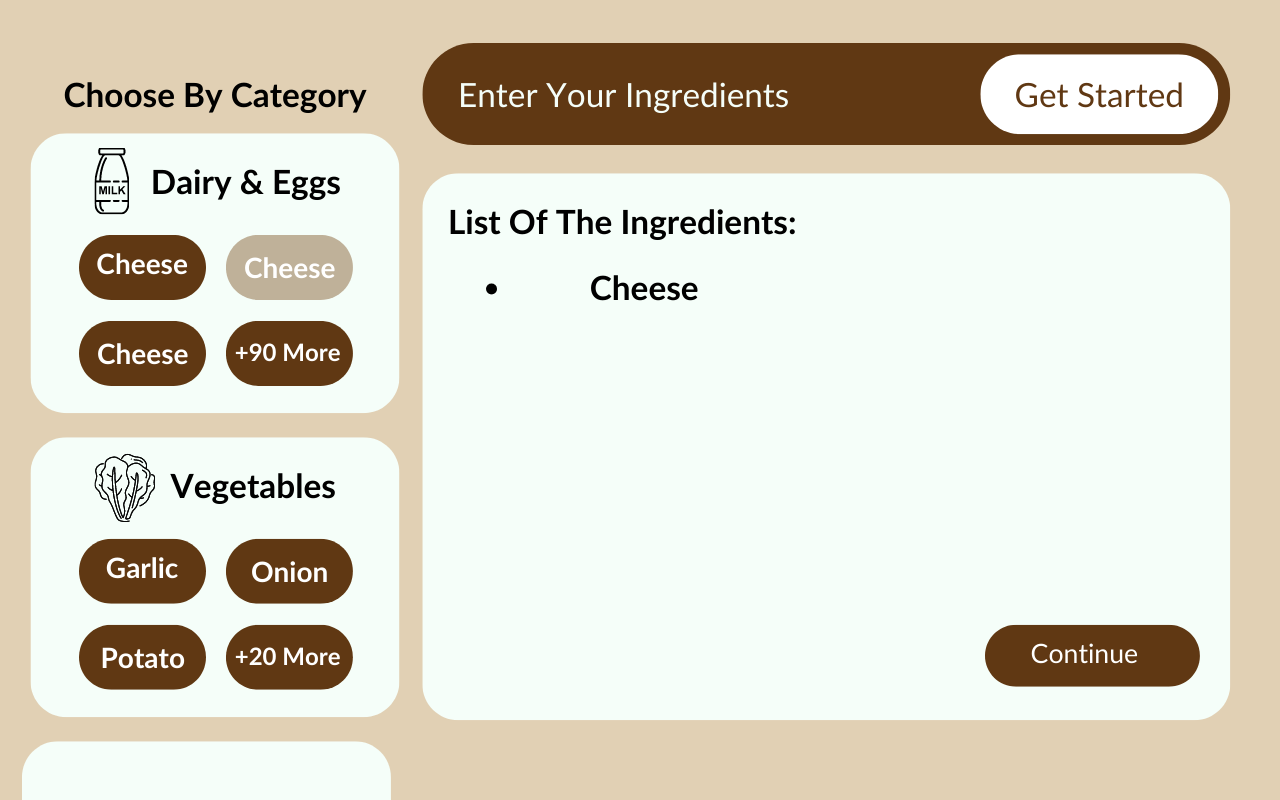 Choose By Category
MILK
Dairy & Eggs
Cheese
Cheese
Cheese
+90 More
Vegetables
Garlic
Onion
Potato
+20 More
Enter Your Ingredients
Get Started
List Of The Ingredients:
• Cheese
Continue